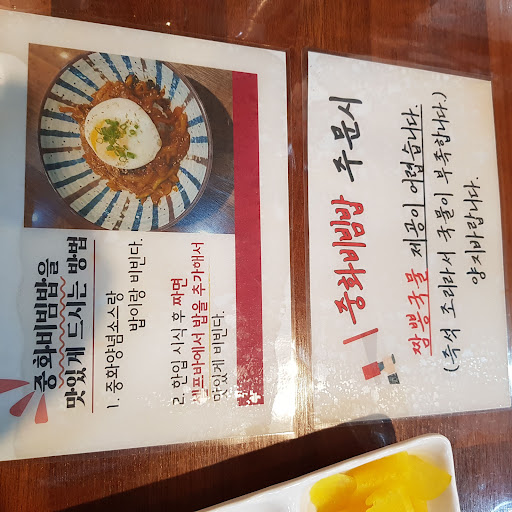 중화비빔밥을
맛있게 드시는 방법
1. 중화양념소스랑
밥이랑 비빈다.
2. 한입 시식 후 짜면
셀프바에서 밥을 추가해서
맛있게 비빈다.
중화비빔밥 주문시
짬뽕국물 제공이 어렵습니다.
(즉석 조리라서 국물이 부족합니다.)
양지바랍니다.